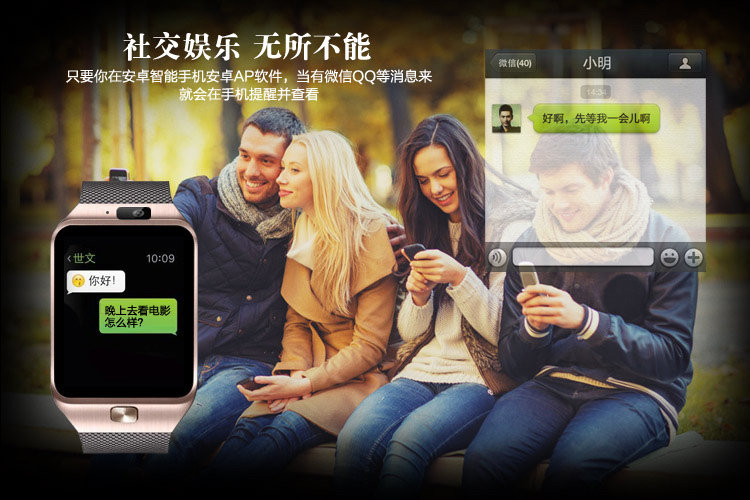 社交娱乐 无所不能
只要你在安卓智能手机安卓AP软件，当有微信QQ等消息来
就会在手机提醒并查看
微信(40)
小明
14:34
好啊，先等我一会儿啊
世文
10:09
你好！
晚上去看电影
怎么样?